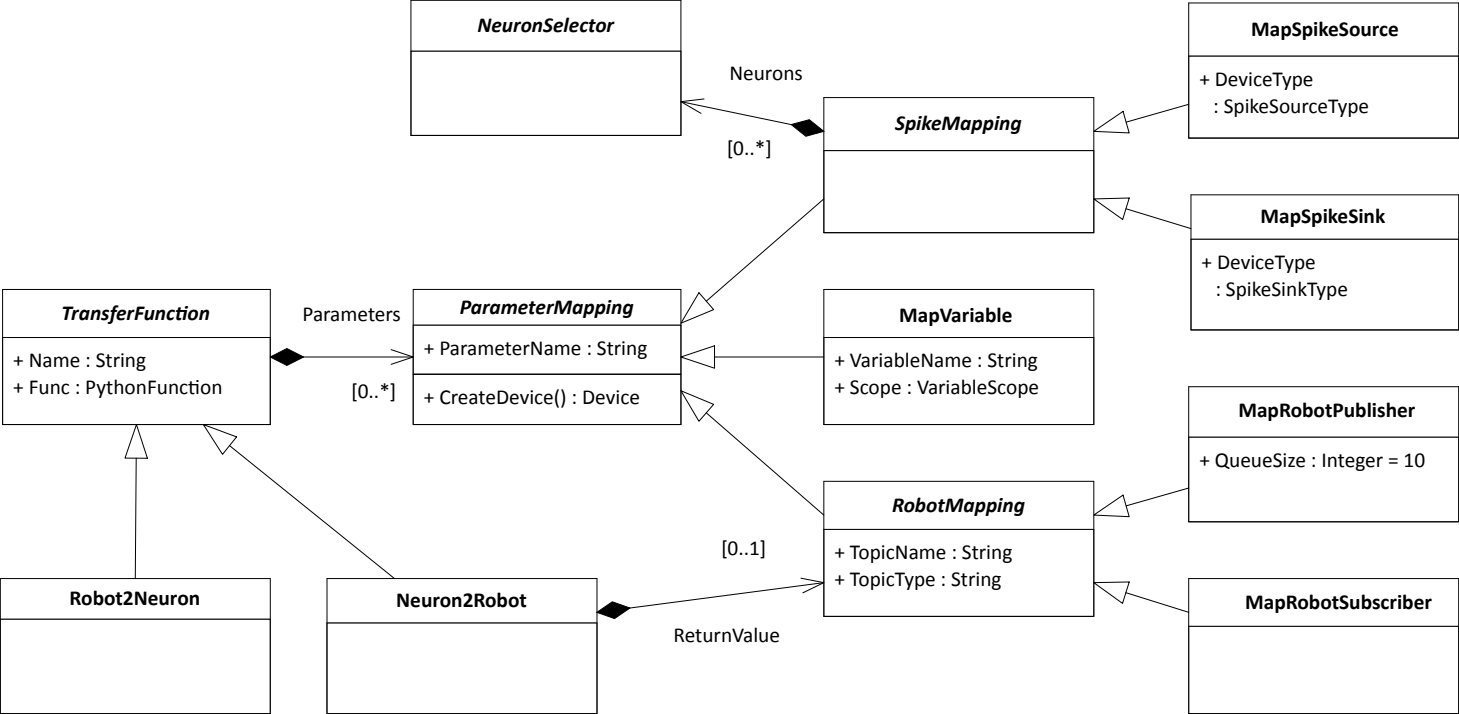 NeuronSelector
Neurons
[0..*]
SpikeMapping
MapSpikeSource
+ DeviceType
: SpikeSourceType
MapSpikeSink
+ DeviceType
: SpikeSinkType
TransferFunction
+ Name : String
+ Func : PythonFunction
Parameters
[0..*]
ParameterMapping
+ ParameterName : String
+ CreateDevice() : Device
MapVariable
+ VariableName : String
+ Scope : VariableScope
MapRobotPublisher
+ QueueSize : Integer = 10
RobotMapping
+ TopicName : String
+ TopicType : String
[0..1]
ReturnValue
Robot2Neuron
Neuron2Robot
MapRobotSubscriber